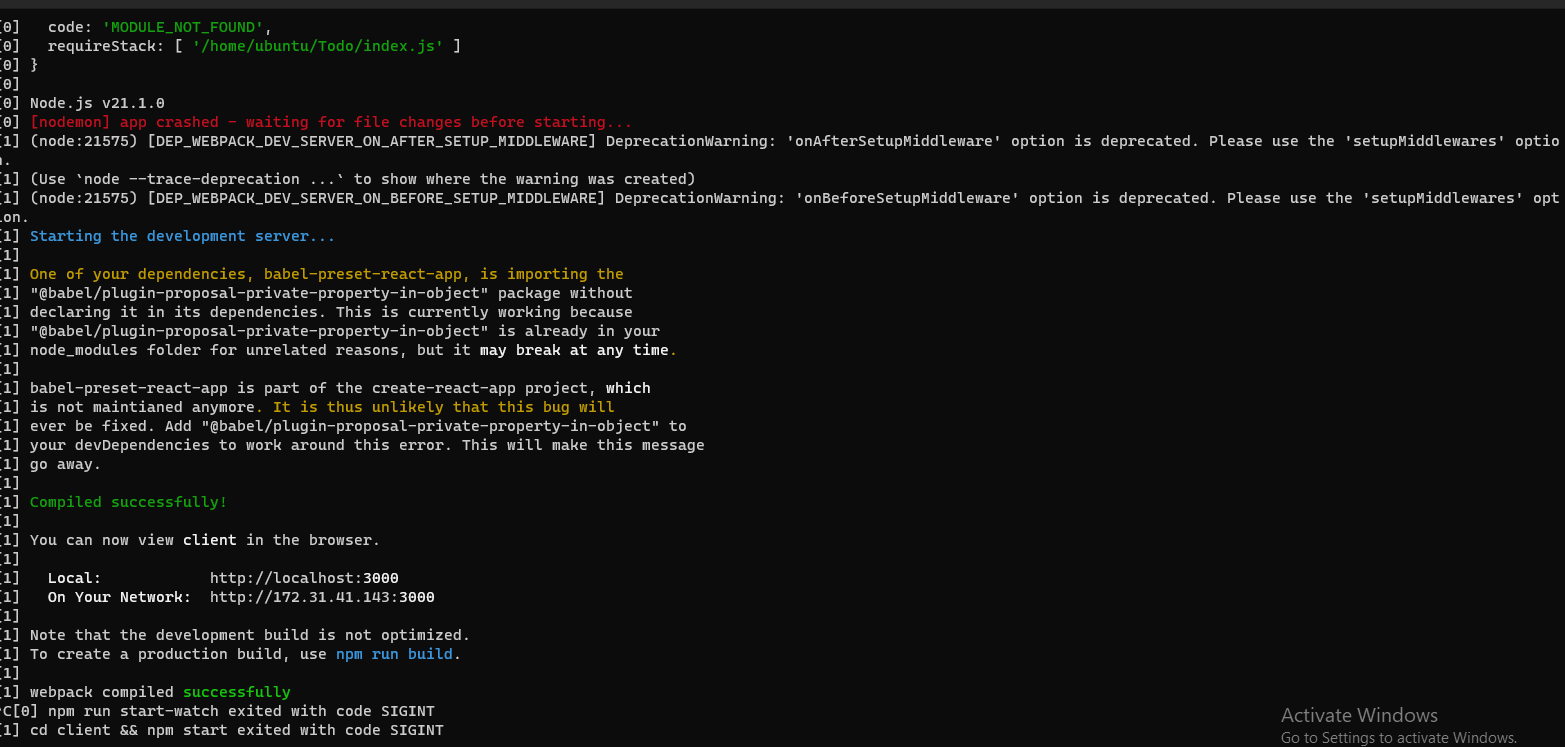 [0]   code: 'MODULE_NOT_FOUND',
[0]   requireStack: [ '/home/ubuntu/Todo/index.js' ]
[0] }
[0]
[0] Node.js v21.1.0
[0] [nodemon] app crashed - waiting for file changes before starting...
[1] (node:21575) [DEP_WEBPACK_DEV_SERVER_ON_AFTER_SETUP_MIDDLEWARE] DeprecationWarning: 'onAfterSetupMiddleware' option is deprecated. Please use the 'setupMiddlewares' optio
n.
[1] (Use `node --trace-deprecation ...` to show where the warning was created)
[1] (node:21575) [DEP_WEBPACK_DEV_SERVER_ON_BEFORE_SETUP_MIDDLEWARE] DeprecationWarning: 'onBeforeSetupMiddleware' option is deprecated. Please use the 'setupMiddlewares' opt
ion.
[1] Starting the development server...
[1]
[1] One of your dependencies, babel-preset-react-app, is importing the
[1] "@babel/plugin-proposal-private-property-in-object" package without
[1] declaring it in its dependencies. This is currently working because
[1] "@babel/plugin-proposal-private-property-in-object" is already in your
[1] node_modules folder for unrelated reasons, but it may break at any time.
[1]
[1] babel-preset-react-app is part of the create-react-app project, which
[1] is not maintianed anymore. It is thus unlikely that this bug will
[1] ever be fixed. Add "@babel/plugin-proposal-private-property-in-object" to
[1] your devDependencies to work around this error. This will make this message
[1] go away.
[1]
[1] Compiled successfully!
[1]
[1] You can now view client in the browser.
[1]
[1]   Local:            http://localhost:3000
[1]   On Your Network:  http://172.31.41.143:3000
[1]
[1] Note that the development build is not optimized.
[1] To create a production build, use npm run build.
[1]
[1] webpack compiled successfully
^C[0] npm run start-watch exited with code SIGINT
[1] cd client && npm start exited with code SIGINT
Activate Windows
Go to Settings to activate Windows.